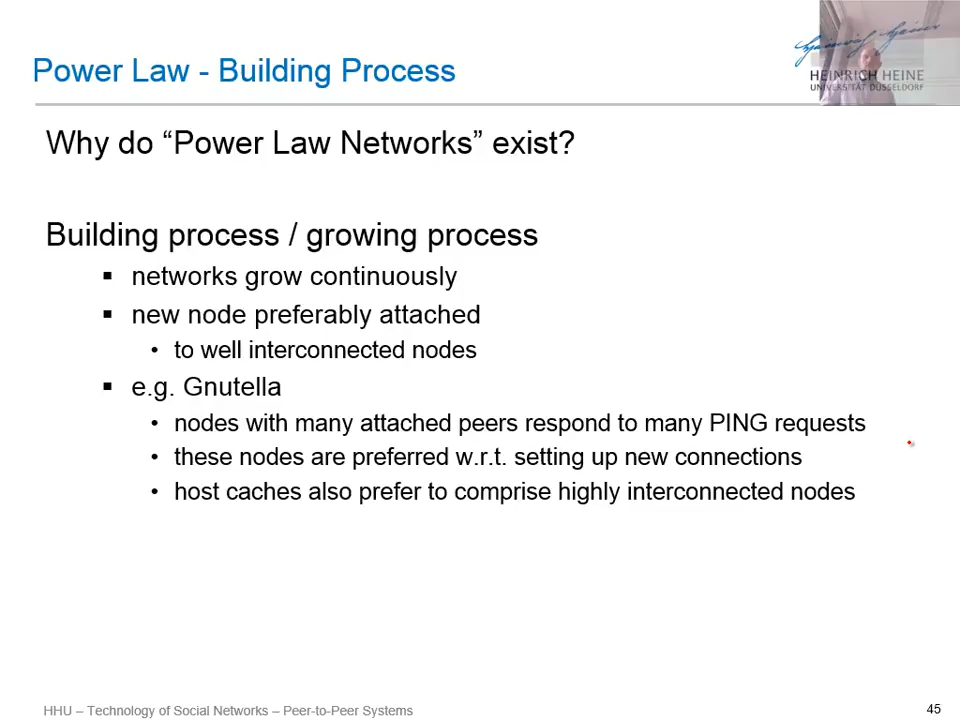 Power Law - Building Process
Heinrich Heine
HEINRICH HEINE
UNIVERSITÄT DÜSSELDORF
Why do “Power Law Networks” exist?
Building process / growing process
▪ networks grow continuously
▪ new node preferably attached
• to well interconnected nodes
▪ e.g. Gnutella
• nodes with many attached peers respond to many PING requests
• these nodes are preferred w.r.t. setting up new connections
• host caches also prefer to comprise highly interconnected nodes
HHU – Technology of Social Networks – Peer-to-Peer Systems
45